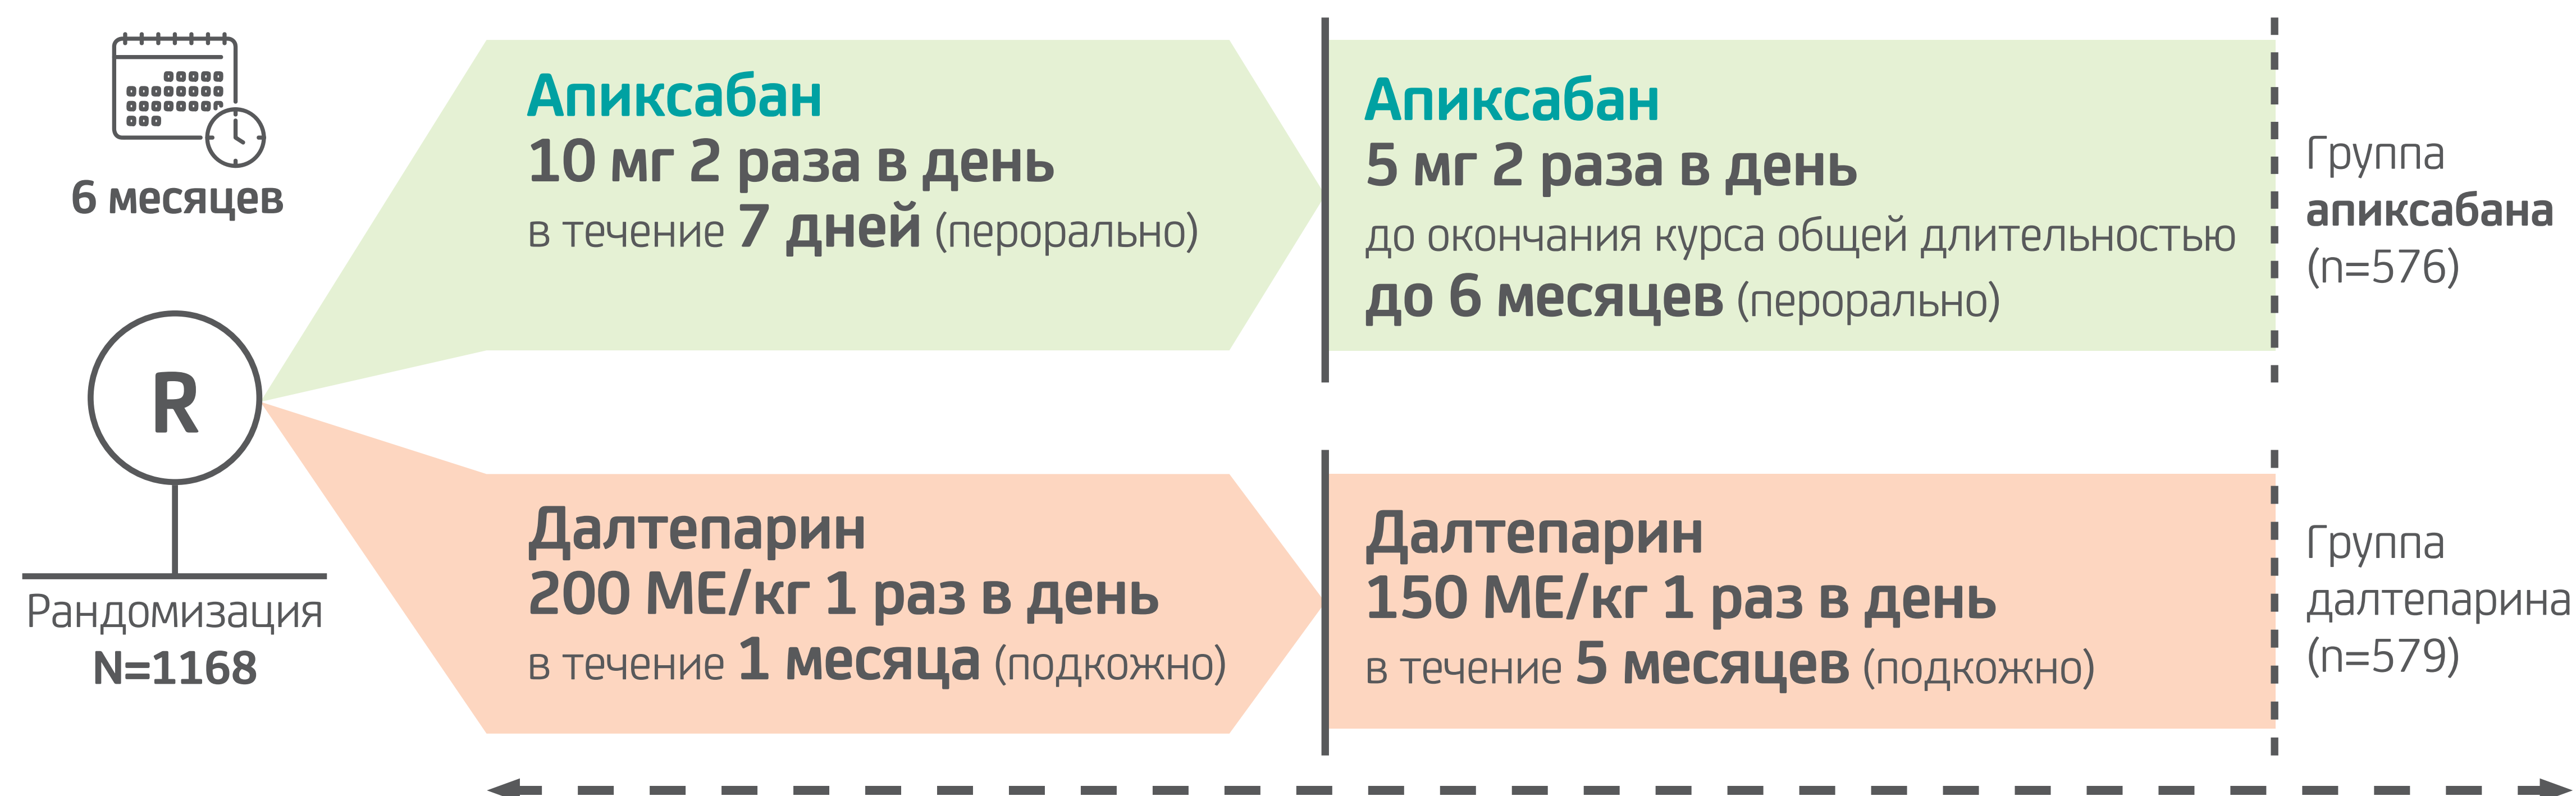 6 месяцев
R
Рандомизация
N=1168
Апиксабан
10 мг 2 раза в день
в течение 7 дней (перорально)
Апиксабан
5 мг 2 раза в день
до окончания курса общей длительностью
до 6 месяцев (перорально)
Группа
апиксабана
(n=576)
Далтепарин
200 МЕ/кг 1 раз в день
в течение 1 месяца (подкожно)
Далтепарин
150 МЕ/кг 1 раз в день
в течение 5 месяцев (подкожно)
Группа
далтепарина
(n=579)